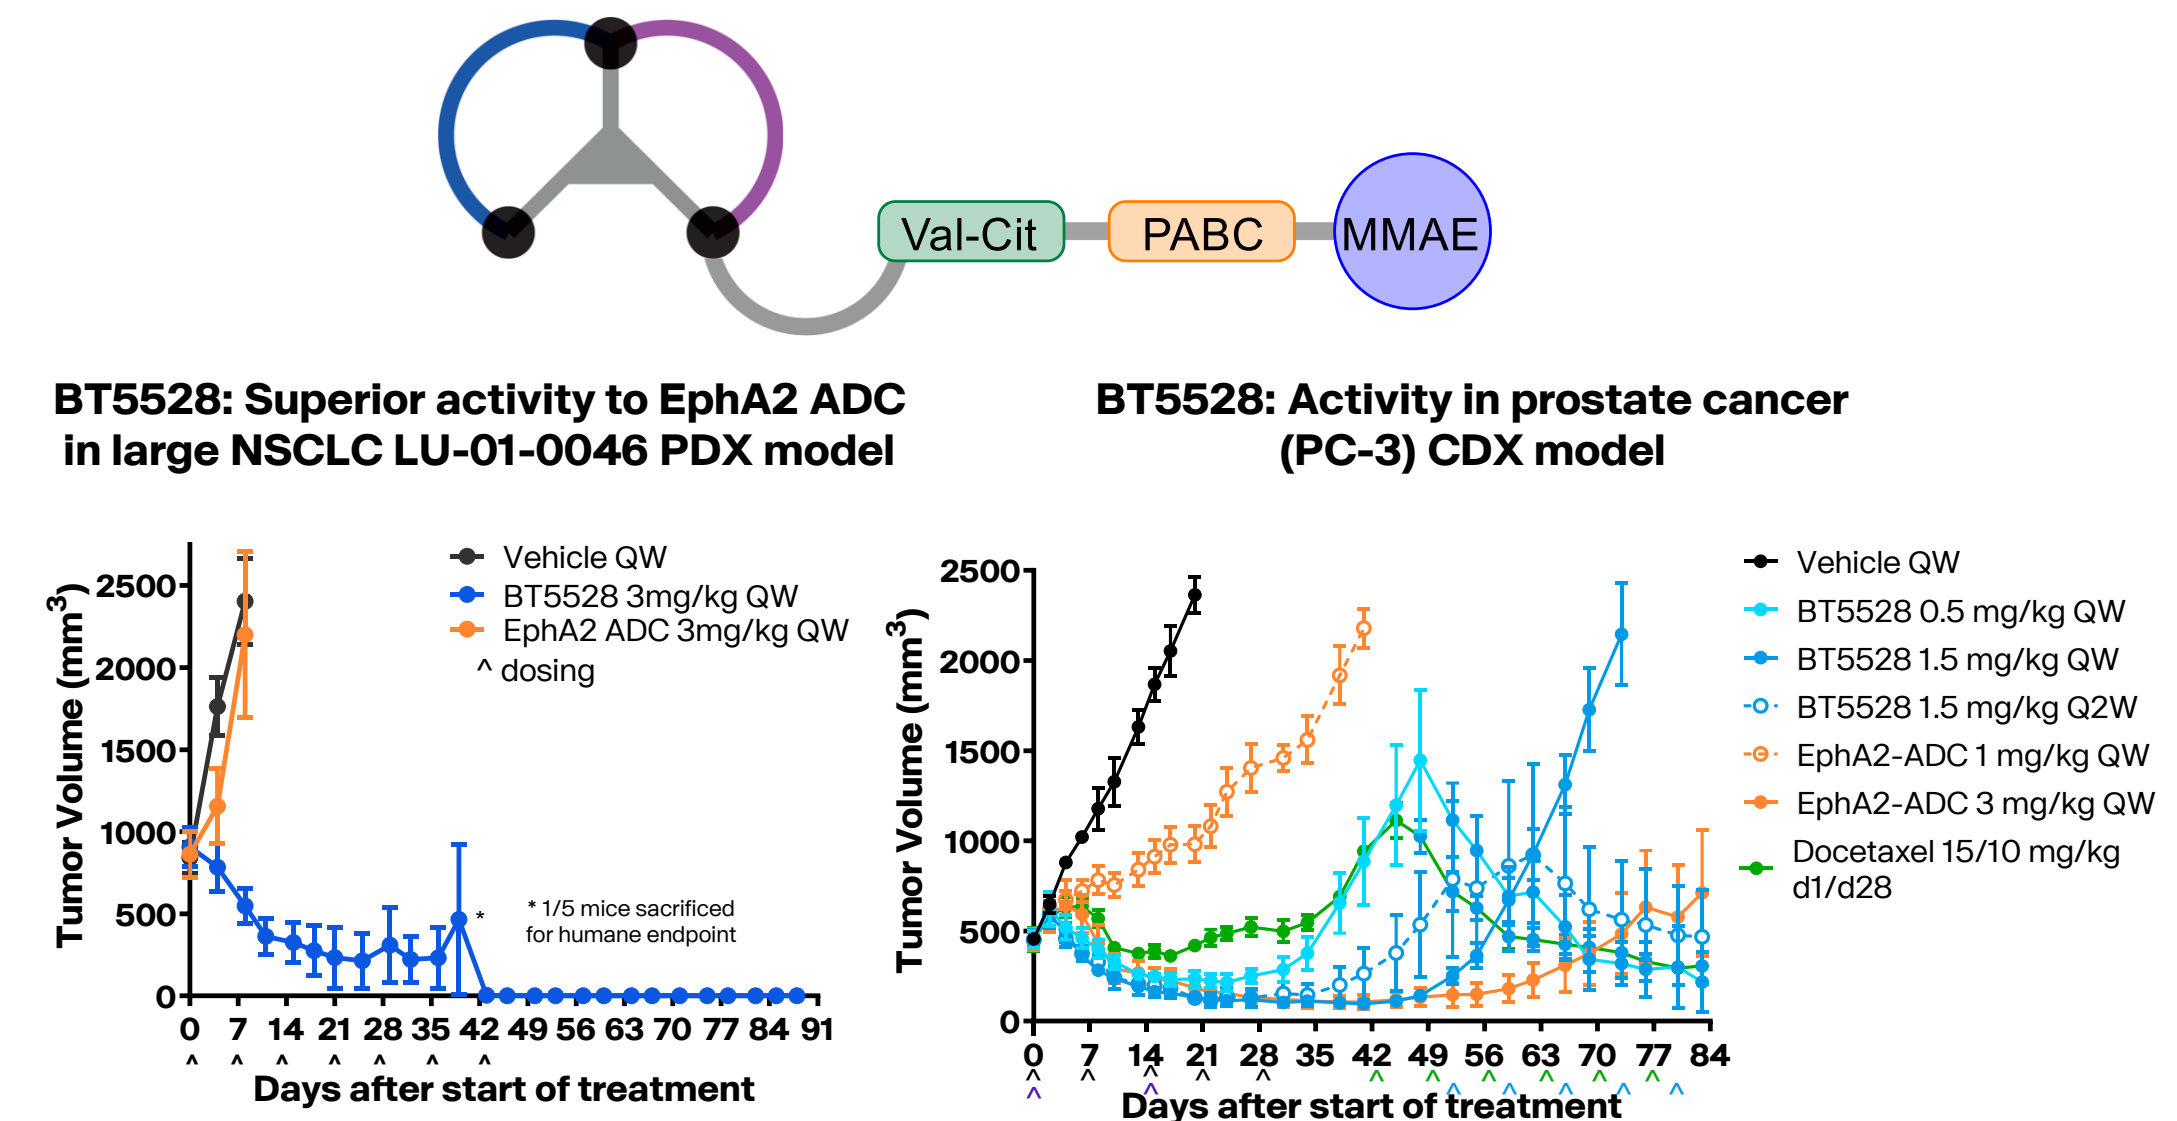 Val-Cit PABC MMAE
BT5528: Superior activity to EphA2 ADC
in large NSCLC LU-01-0046 PDX model
BT5528: Activity in prostate cancer
(PC-3) CDX model
Tumor Volume (mm³)
2500
2000
1500
1000
500
0
Vehicle QW
BT5528 3mg/kg QW
EphA2 ADC 3mg/kg QW
^ dosing
*
* 1/5 mice sacrificed
for humane endpoint
0 7 14 21 28 35 42 49 56 63 70 77 84 91
^ ^ ^ ^ ^ ^ ^
Days after start of treatment
Tumor Volume (mm³)
2500
2000
1500
1000
500
0
0 7 14 21 28 35 42 49 56 63 70 77 84
^ ^ ^ ^ ^ ^ ^ ^ ^ ^ ^
^ ^ ^ ^ ^ ^ ^
Days after start of treatment
Vehicle QW
BT5528 0.5 mg/kg QW
BT5528 1.5 mg/kg QW
BT5528 1.5 mg/kg Q2W
EphA2-ADC 1 mg/kg QW
EphA2-ADC 3 mg/kg QW
Docetaxel 15/10 mg/kg
d1/d28